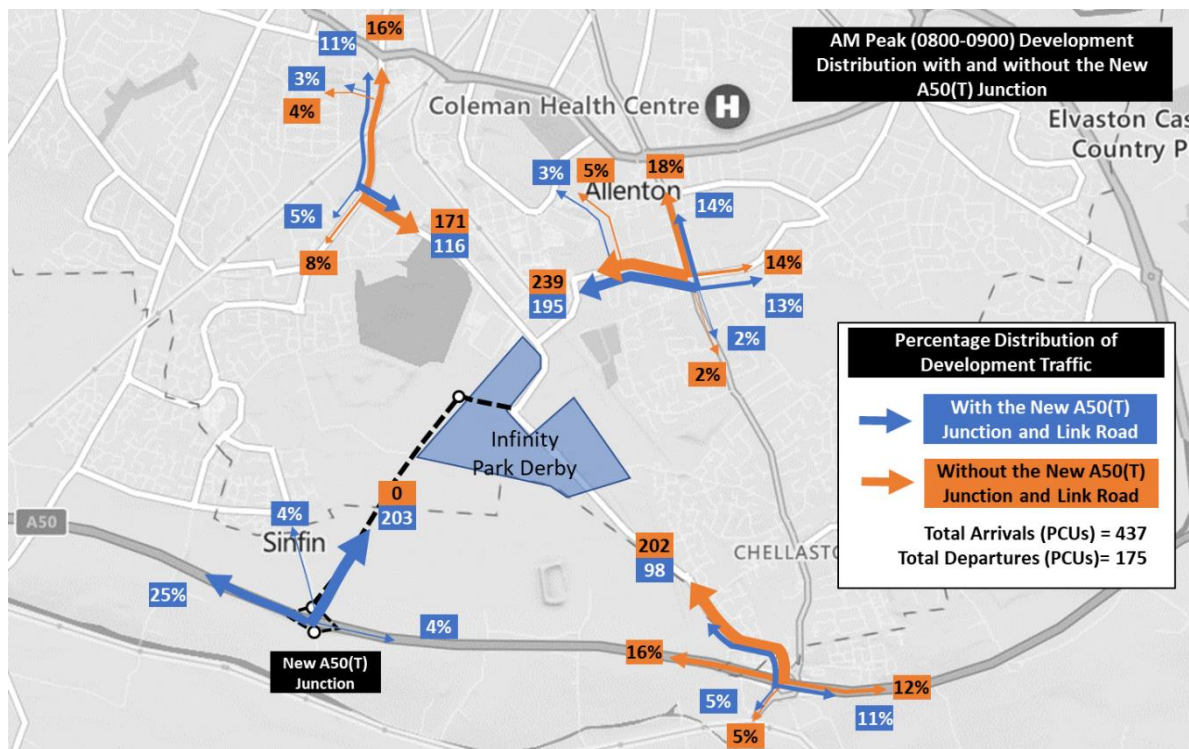 16%
11%
3%
4%
5%
8%
171
116
AM Peak (0800-0900) Development
Distribution with and without the New
A50(T) Junction
Coleman Health Centre
H
Elvaston Cas
Country P
3%
5%
18%
Allenton
14%
239
195
14%
13%
2%
2%
Percentage Distribution of
Development Traffic
With the New A50(T)
Junction and Link Road
Without the New A50(T)
Junction and Link Road
Total Arrivals (PCUs) = 437
Total Departures (PCUs)= 175
Infinity
Park Derby
0
203
4%
A50
Sinfin
202
98
CHELLASTO
25%
4%
New A50(T)
Junction
16%
12%
5%
11%
5%